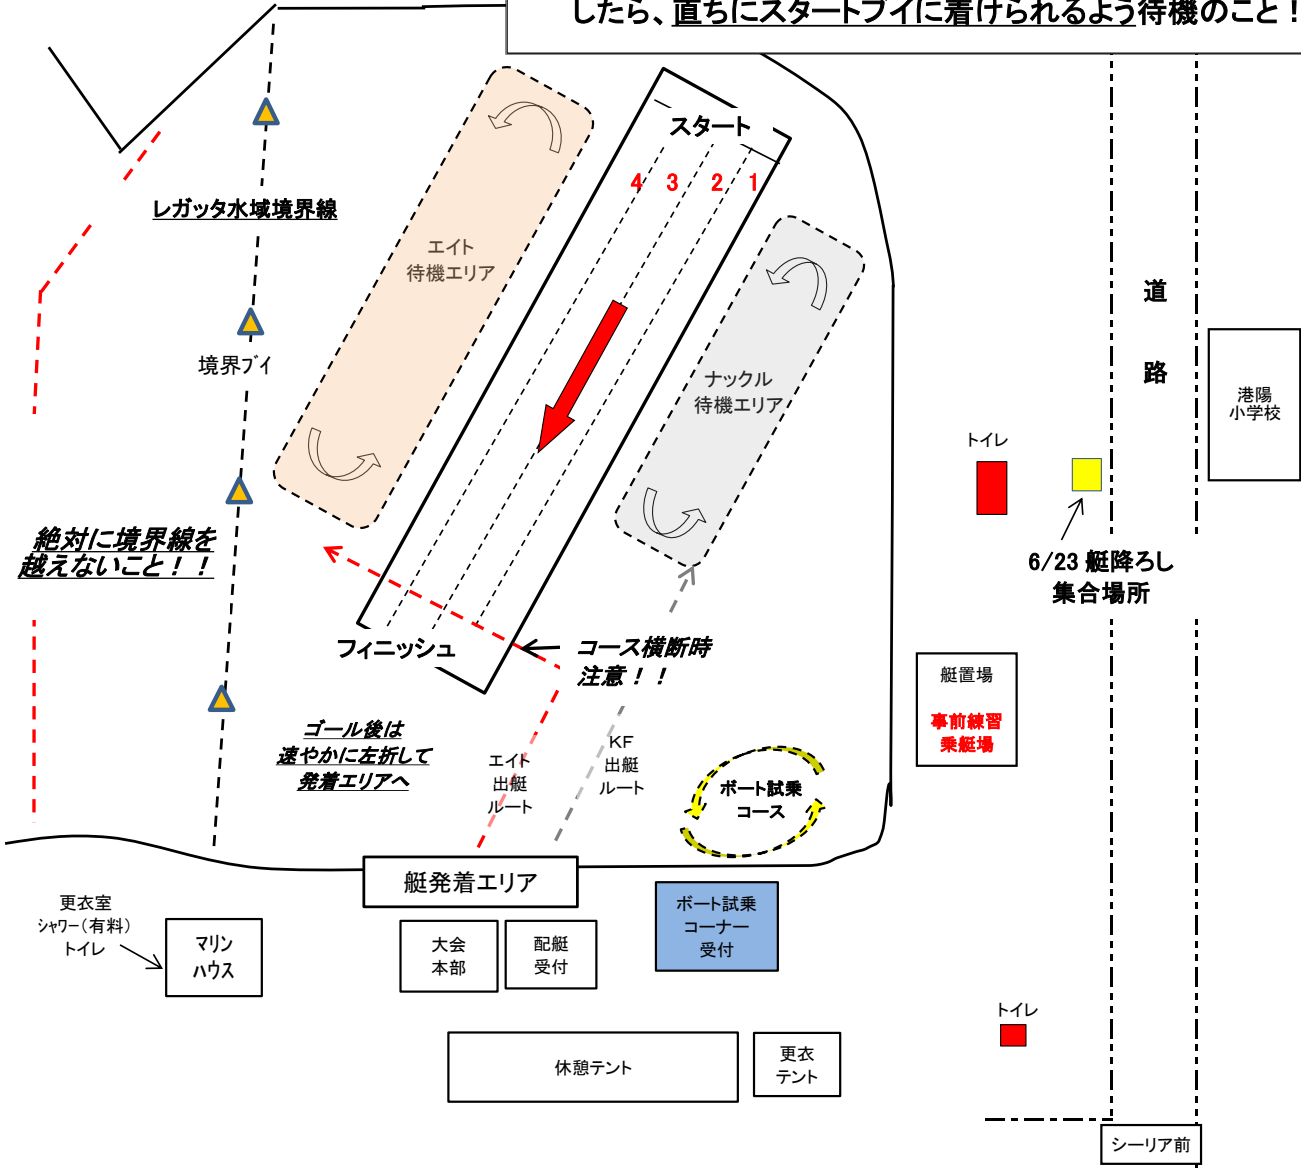 したら、直ちにスタートブイに着けられるよう待機のこと！
スタート
4 3 2 1
レガッタ水域境界線
エイト
待機エリア
道
路
境界ブイ
ナックル
待機エリア
港陽
小学校
トイレ
絶対に境界線を
越えないこと！！
6/23 艇降ろし
集合場所
フィニッシュ
コース横断時
注意！！
艇置場
事前練習
乗艇場
ゴール後は
速やかに左折して
発着エリアへ
エイト
出艇
ルート
KF
出艇
ルート
ボート試乗
コース
艇発着エリア
更衣室
シャワー(有料)
トイレ
マリン
ハウス
大会
本部
配艇
受付
ボート試乗
コーナー
受付
トイレ
休憩テント
更衣
テント
シーリア前